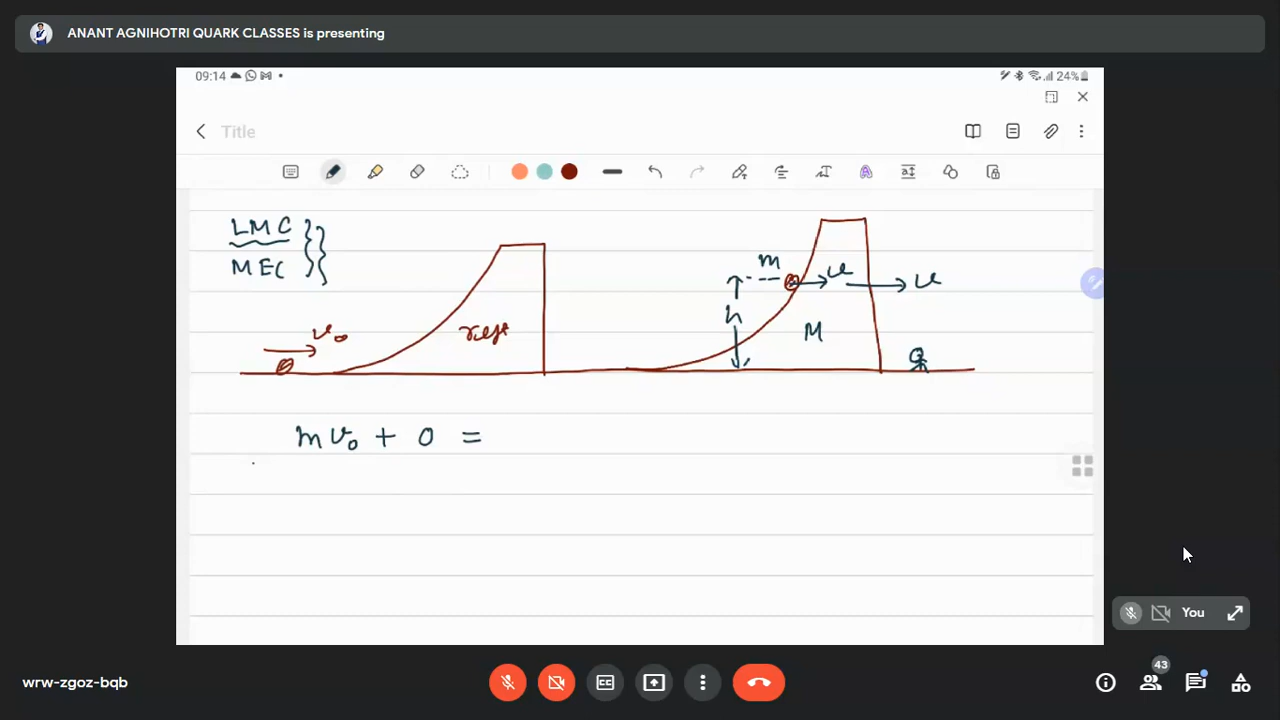 ANANT AGNIHOTRI QUARK CLASSES is presenting
09:14
24%
Title
LMC
MEC
v₀
rest
m
v
v
h
M
mv₀ + 0 =
You
wrw-zgoz-bqb
43